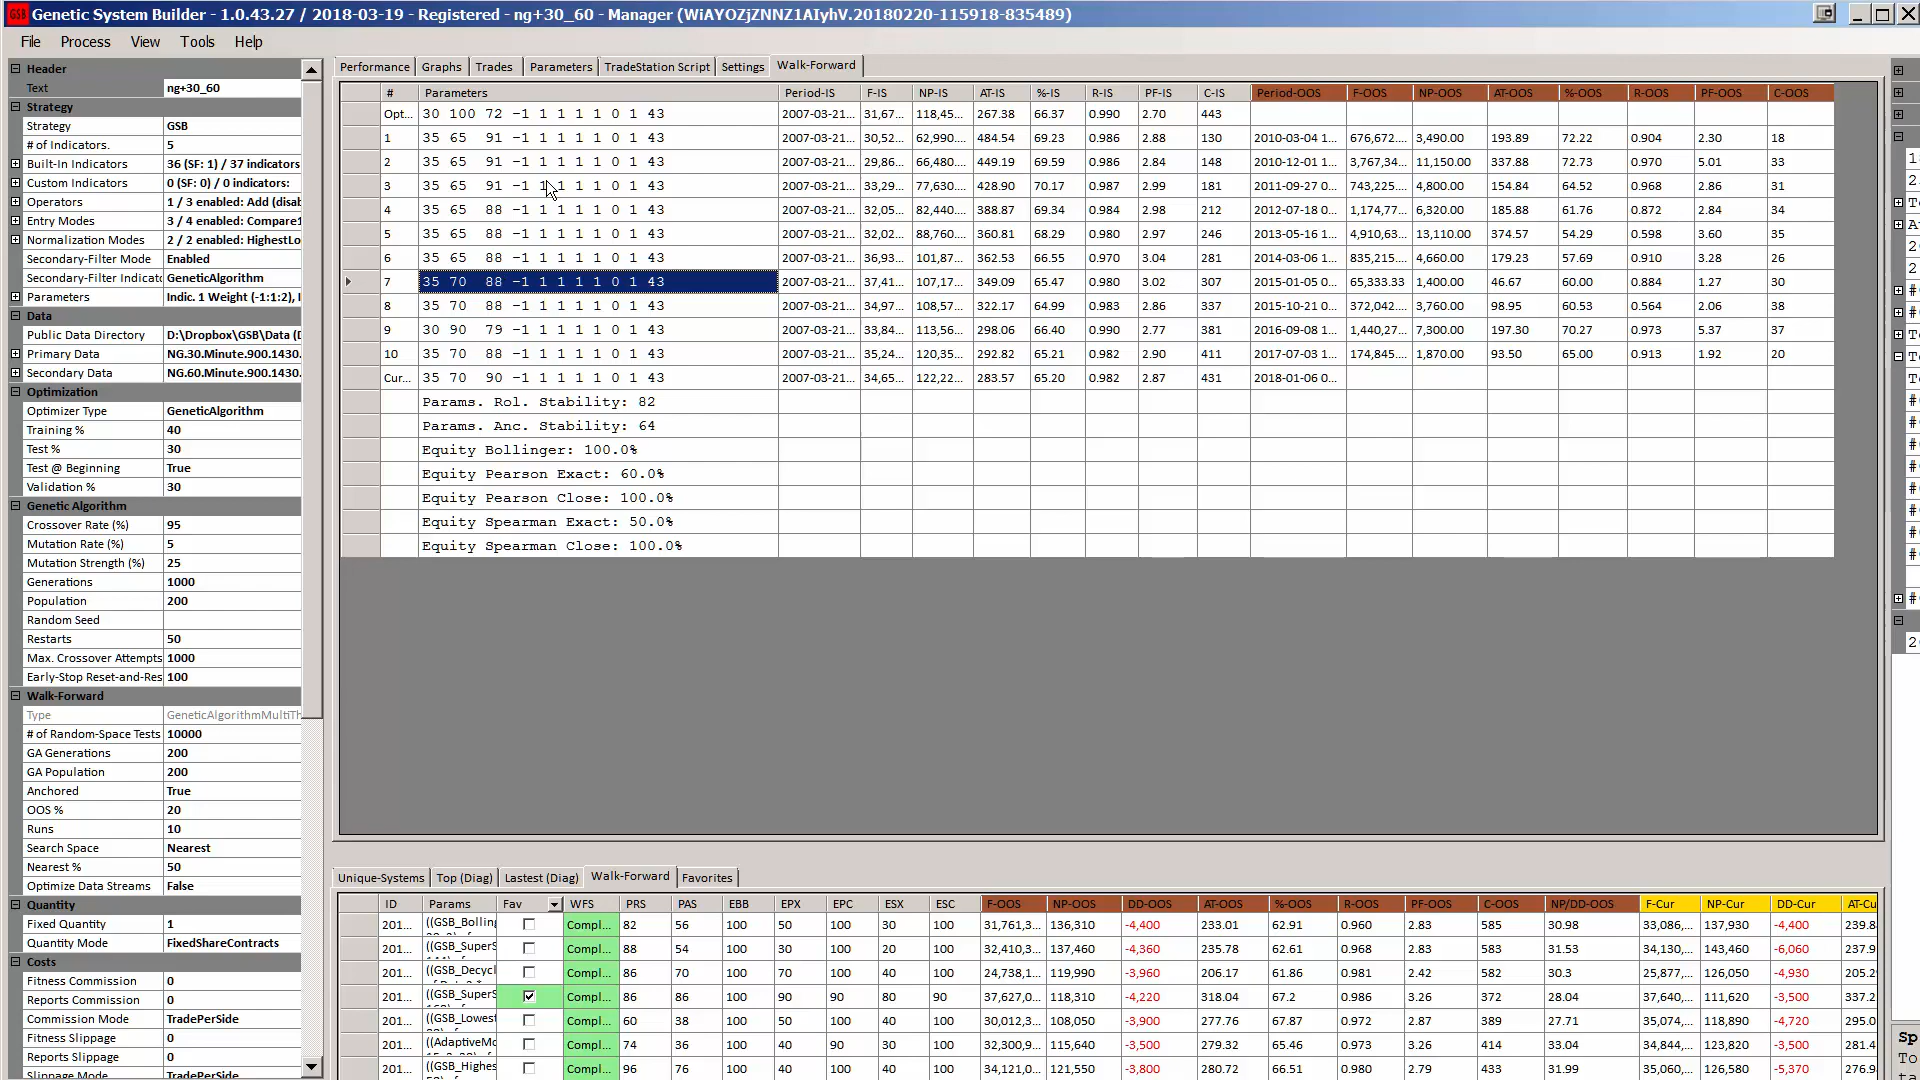 Genetic System Builder - 1.0.43.27 / 2018-03-19 - Registered - ng+30_60 - Manager (WiAYOZjZNNZ1AIyhV.20180220-115918-835489)
File Process View Tools Help
Header
Text ng+30_60
Strategy
Strategy GSB
# of Indicators. 5
Built-In Indicators 36 (SF: 1) / 37 indicators
Custom Indicators 0 (SF: 0) / 0 indicators:
Operators 1 / 3 enabled: Add (disab
Entry Modes 3 / 4 enabled: Compare1
Normalization Modes 2 / 2 enabled: HighestLo
Secondary-Filter Mode Enabled
Secondary-Filter Indicato GeneticAlgorithm
Parameters Indic. 1 Weight (-1:1:2), I
Data
Public Data Directory D:\Dropbox\GSB\Data (D
Primary Data NG.30.Minute.900.1430.
Secondary Data NG.60.Minute.900.1430.
Optimization
Optimizer Type GeneticAlgorithm
Training % 40
Test % 30
Test @ Beginning True
Validation % 30
Genetic Algorithm
Crossover Rate (%) 95
Mutation Rate (%) 5
Mutation Strength (%) 25
Generations 1000
Population 200
Random Seed
Restarts 50
Max. Crossover Attempts 1000
Early-Stop Reset-and-Res 100
Walk-Forward
Type GeneticAlgorithmMultiTh
# of Random-Space Tests 10000
GA Generations 200
GA Population 200
Anchored True
OOS % 20
Runs 10
Search Space Nearest
Nearest % 50
Optimize Data Streams False
Quantity
Fixed Quantity 1
Quantity Mode FixedShareContracts
Costs
Fitness Commission 0
Reports Commission 0
Commission Mode TradePerSide
Fitness Slippage 0
Reports Slippage 0
Slippage Mode TradePerSide
Performance Graphs Trades Parameters TradeStation Script Settings Walk-Forward
# Parameters Period-IS F-IS NP-IS AT-IS %-IS R-IS PF-IS C-IS Period-OOS F-OOS NP-OOS AT-OOS %-OOS R-OOS PF-OOS C-OOS
Opt... 30 100 72 -1 1 1 1 1 0 1 43 2007-03-21... 31,67... 118,45... 267.38 66.37 0.990 2.70 443
1 35 65 91 -1 1 1 1 1 0 1 43 2007-03-21... 30,52... 62,990... 484.54 69.23 0.986 2.88 130 2010-03-04 1... 676,672... 3,490.00 193.89 72.22 0.904 2.30 18
2 35 65 91 -1 1 1 1 1 0 1 43 2007-03-21... 29,86... 66,480... 449.19 69.59 0.986 2.84 148 2010-12-01 1... 3,767,34... 11,150.00 337.88 72.73 0.970 5.01 33
3 35 65 91 -1 1 1 1 1 0 1 43 2007-03-21... 33,29... 77,630... 428.90 70.17 0.987 2.99 181 2011-09-27 0... 743,225... 4,800.00 154.84 64.52 0.968 2.86 31
4 35 65 88 -1 1 1 1 1 0 1 43 2007-03-21... 32,05... 82,440... 388.87 69.34 0.984 2.98 212 2012-07-18 0... 1,174,77... 6,320.00 185.88 61.76 0.872 2.84 34
5 35 65 88 -1 1 1 1 1 0 1 43 2007-03-21... 32,02... 88,760... 360.81 68.29 0.980 2.97 246 2013-05-16 1... 4,910,63... 13,110.00 374.57 54.29 0.598 3.60 35
6 35 65 88 -1 1 1 1 1 0 1 43 2007-03-21... 36,93... 101,87... 362.53 66.55 0.970 3.04 281 2014-03-06 1... 835,215... 4,660.00 179.23 57.69 0.910 3.28 26
7 35 70 88 -1 1 1 1 1 0 1 43 2007-03-21... 37,41... 107,17... 349.09 65.47 0.980 3.02 307 2015-01-05 0... 65,333.33 1,400.00 46.67 60.00 0.884 1.27 30
8 35 70 88 -1 1 1 1 1 0 1 43 2007-03-21... 34,97... 108,57... 322.17 64.99 0.983 2.86 337 2015-10-21 0... 372,042... 3,760.00 98.95 60.53 0.564 2.06 38
9 30 90 79 -1 1 1 1 1 0 1 43 2007-03-21... 33,84... 113,56... 298.06 66.40 0.990 2.77 381 2016-09-08 1... 1,440,27... 7,300.00 197.30 70.27 0.973 5.37 37
10 35 70 88 -1 1 1 1 1 0 1 43 2007-03-21... 35,24... 120,35... 292.82 65.21 0.982 2.90 411 2017-07-03 1... 174,845... 1,870.00 93.50 65.00 0.913 1.92 20
Cur... 35 70 90 -1 1 1 1 1 0 1 43 2007-03-21... 34,65... 122,22... 283.57 65.20 0.982 2.87 431 2018-01-06 0...
Params. Rol. Stability: 82
Params. Anc. Stability: 64
Equity Bollinger: 100.0%
Equity Pearson Exact: 60.0%
Equity Pearson Close: 100.0%
Equity Spearman Exact: 50.0%
Equity Spearman Close: 100.0%
Unique-Systems Top (Diag) Lastest (Diag) Walk-Forward Favorites
ID Params Fav WFS PRS PAS EBB EPX EPC ESX ESC F-OOS NP-OOS DD-OOS AT-OOS %-OOS R-OOS PF-OOS C-OOS NP/DD-OOS F-Cur NP-Cur DD-Cur AT-Cu
201... ((GSB_Bolling Compl... 82 56 100 50 100 30 100 31,761,3... 136,310 -4,400 233.01 62.91 0.960 2.83 585 30.98 33,086,... 137,930 -4,400 239.8
201... ((GSB_SuperS Compl... 88 54 100 30 100 20 100 32,410,3... 137,460 -4,360 235.78 62.61 0.968 2.83 583 31.53 34,130,... 143,460 -6,060 237.9
201... ((GSB_Decycl Compl... 86 70 100 70 100 40 100 24,738,1... 119,990 -3,960 206.17 61.86 0.981 2.42 582 30.3 25,877,... 126,050 -4,930 205.2
201... ((GSB_SuperS Compl... 86 86 100 90 90 80 90 37,627,0... 118,310 -4,220 318.04 67.2 0.986 3.26 372 28.04 37,640,... 111,620 -3,500 337.2
201... ((GSB_Lowest Compl... 60 38 100 50 100 40 100 30,012,3... 108,050 -3,900 277.76 67.87 0.972 2.87 389 27.71 35,074,... 118,890 -4,720 295.0
201... ((AdaptiveMo Compl... 74 36 100 40 90 30 100 32,300,9... 115,640 -3,500 279.32 65.46 0.973 3.26 414 33.04 34,844,... 123,820 -3,500 281.4
201... ((GSB_Highes Compl... 96 76 100 40 100 40 100 34,121,0... 121,550 -3,800 280.72 66.51 0.980 2.79 433 31.99 35,060,... 126,580 -5,370 276.9